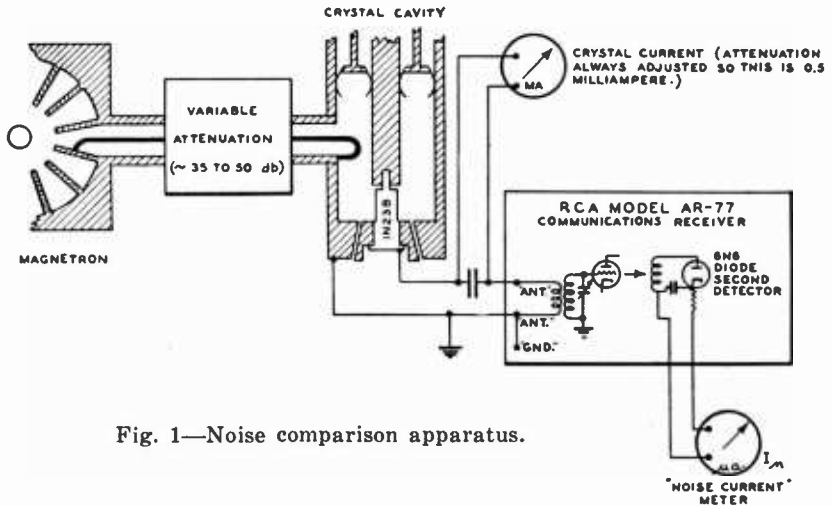 CRYSTAL CAVITY
CRYSTAL CURRENT (ATTENUATION
ALWAYS ADJUSTED SO THIS IS 0.5
MILLIAMPERE.)
MA
VARIABLE
ATTENUATION
(~ 35 TO 50 db)
MAGNETRON
1N23B
RCA MODEL AR-77
COMMUNICATIONS RECEIVER
6N6
DIODE
SECOND
DETECTOR
"ANT."
"ANT."
"GND."
Fig. 1—Noise comparison apparatus.
μa.
In
"NOISE CURRENT"
METER